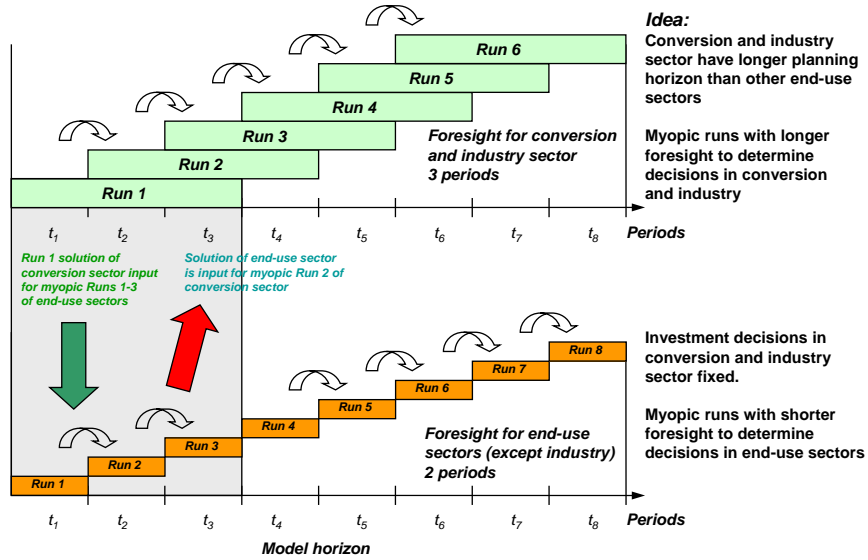 Idea:
Conversion and industry
sector have longer planning
horizon than other end-use
sectors
Myopic runs with longer
foresight to determine
decisions in conversion
and industry
Run 6
Run 5
Run 4
Run 3
Run 2
Run 1
Foresight for conversion
and industry sector
3 periods
t1 t2 t3 t4 t5 t6 t7 t8 Periods
Run 1 solution of
conversion sector input
for myopic Runs 1-3
of end-use sectors
Solution of end-use sector
is input for myopic Run 2 of
conversion sector
Investment decisions in
conversion and industry
sector fixed.
Myopic runs with shorter
foresight to determine
decisions in end-use sectors
Run 8
Run 7
Run 6
Run 5
Run 4
Run 3
Run 2
Run 1
Foresight for end-use
sectors (except industry)
2 periods
t1 t2 t3 t4 t5 t6 t7 t8 Periods
Model horizon